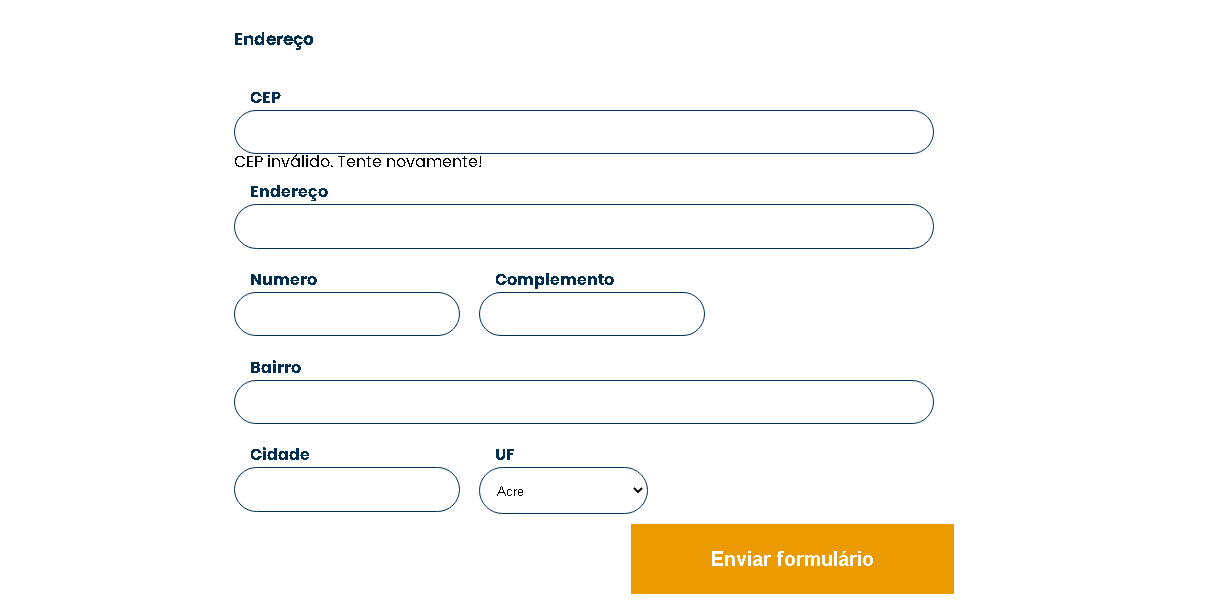 Endereço
CEP
CEP inválido. Tente novamente!
Endereço
Numero Complemento
Bairro
Cidade UF
Acre
Enviar formulário